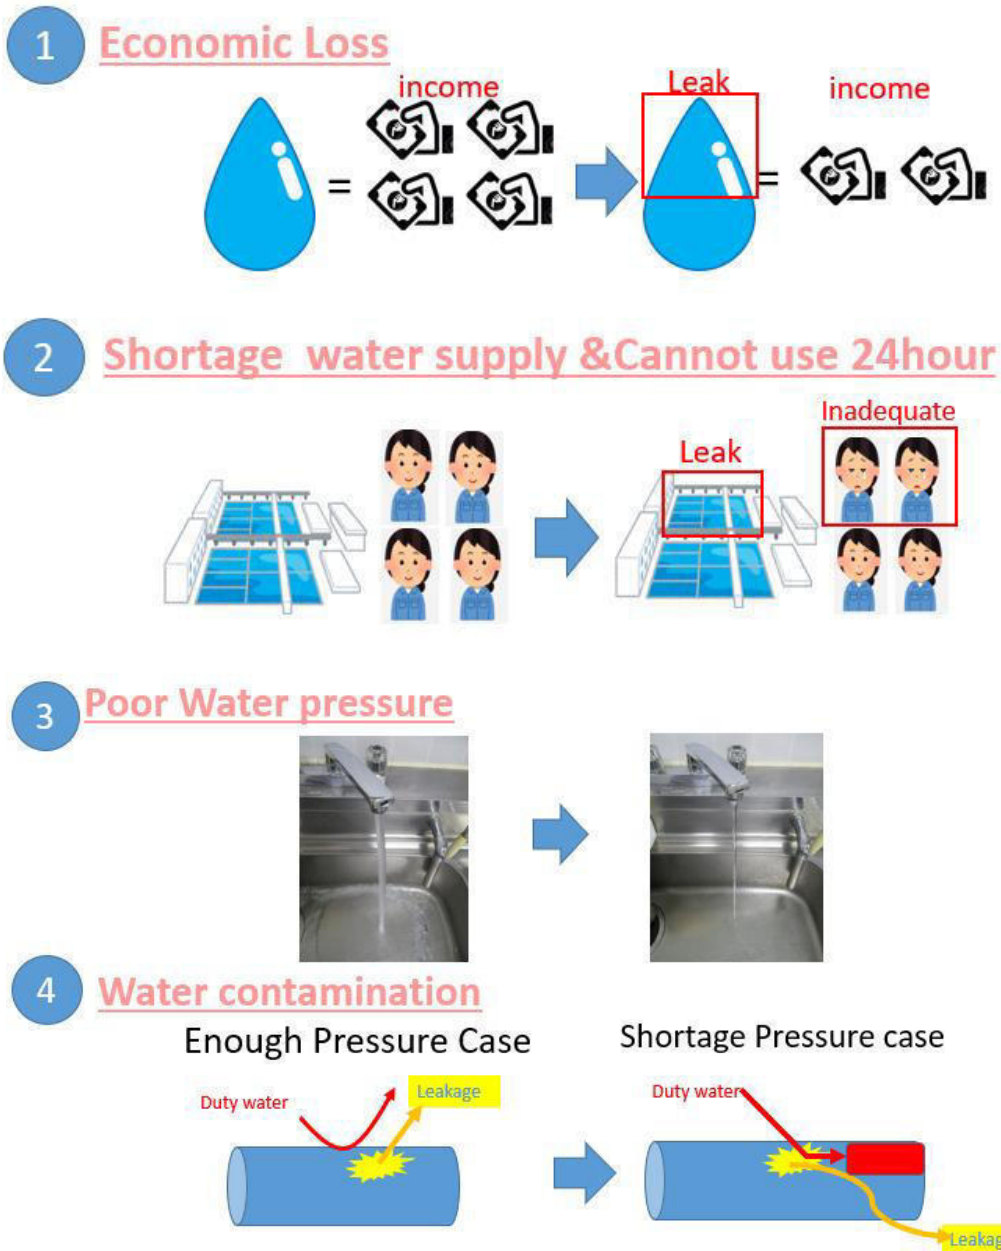 1 Economic Loss
income
Leak
income
=
=
2 Shortage water supply &Cannot use 24hour
Inadequate
Leak
3 Poor Water pressure
4 Water contamination
Enough Pressure Case
Shortage Pressure case
Duty water
Leakage
Duty water
Leakag